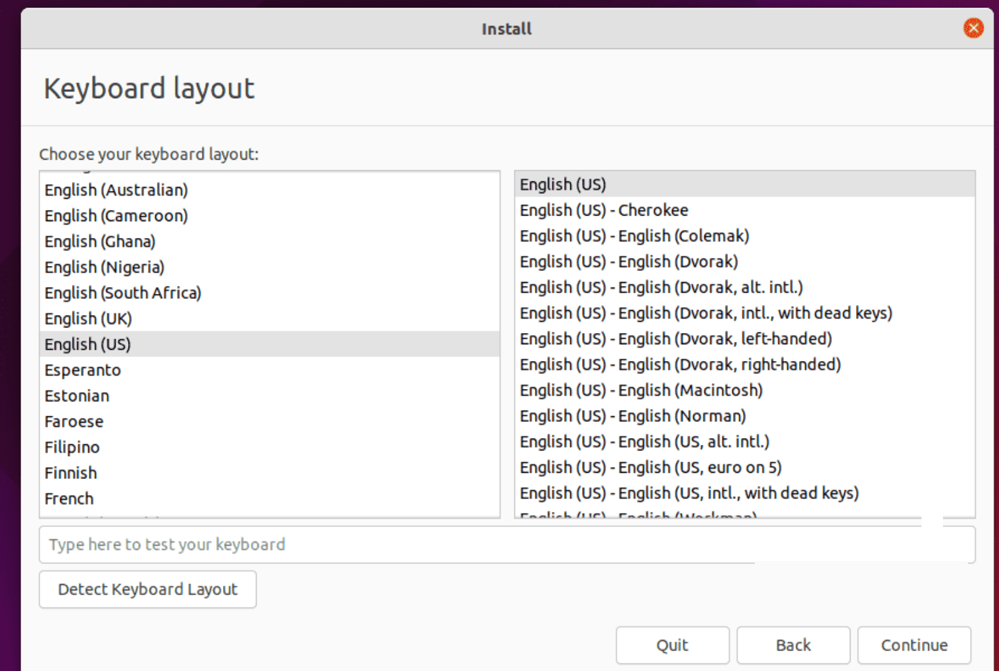 Install
Keyboard layout
Choose your keyboard layout:
English (Australian)
English (Cameroon)
English (Ghana)
English (Nigeria)
English (South Africa)
English (UK)
English (US)
Esperanto
Estonian
Faroese
Filipino
Finnish
French
English (US)
English (US) - Cherokee
English (US) - English (Colemak)
English (US) - English (Dvorak)
English (US) - English (Dvorak, alt. intl.)
English (US) - English (Dvorak, intl., with dead keys)
English (US) - English (Dvorak, left-handed)
English (US) - English (Dvorak, right-handed)
English (US) - English (Macintosh)
English (US) - English (Norman)
English (US) - English (US, alt. intl.)
English (US) - English (US, euro on 5)
English (US) - English (US, intl., with dead keys)
English (US) - English (Workman)
Type here to test your keyboard
Detect Keyboard Layout
Quit
Back
Continue